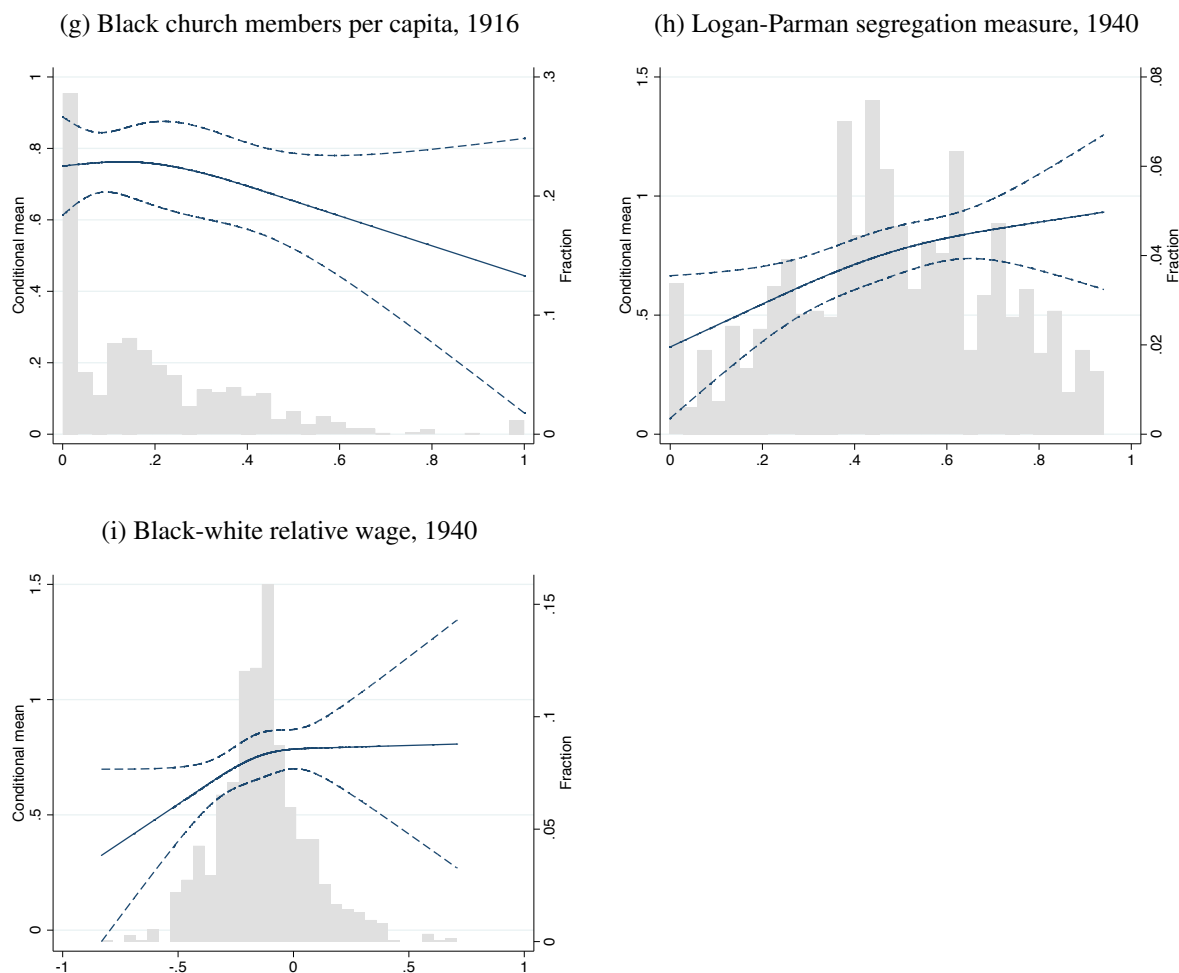 (g) Black church members per capita, 1916
Conditional mean
1
.8
.6
.4
.2
0
.3
.2
.1
0
Fraction
0 .2 .4 .6 .8 1
(h) Logan-Parman segregation measure, 1940
Conditional mean
1.5
1
.5
0
.08
.06
.04
.02
0
Fraction
0 .2 .4 .6 .8 1
(i) Black-white relative wage, 1940
Conditional mean
1.5
1
.5
0
.15
.1
.05
0
Fraction
-1 -.5 0 .5 1